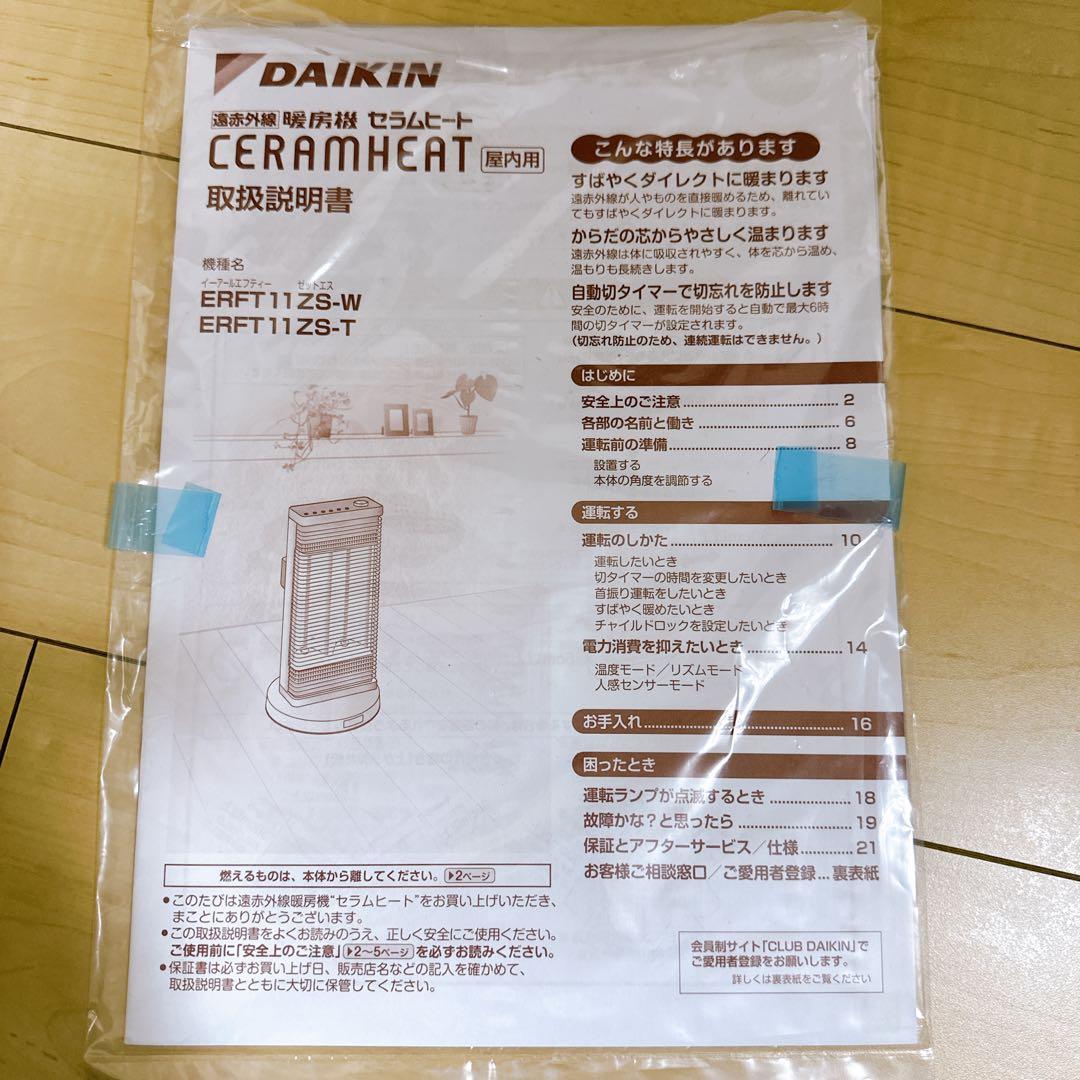 DAIKIN
遠赤外線 暖房機 セラムヒート
CERAMHEAT 屋内用
取扱説明書
機種名
イーアールエフティー ゼットエス
ERFT11ZS-W
ERFT11ZS-T
燃えるものは、本体から離してください。▶2ページ
●このたびは遠赤外線暖房機“セラムヒート”をお買い上げいただき、
まことにありがとうございます。
●この取扱説明書をよくお読みのうえ、正しく安全にご使用ください。
ご使用前に「安全上のご注意」▶2~5ページを必ずお読みください。
●保証書は必ずお買い上げ日、販売店名などの記入を確かめて、
取扱説明書とともに大切に保管してください。
こんな特長があります
すばやくダイレクトに暖まります
遠赤外線が人やものを直接暖めるため、離れてい
てもすばやくダイレクトに暖まります。
からだの芯からやさしく温まります
遠赤外線は体に吸収されやすく、体を芯から温め、
温もりも長続きします。
自動切タイマーで切忘れを防止します
安全のために、運転を開始すると自動で最大6時
間の切タイマーが設定されます。
(切忘れ防止のため、連続運転はできません。)
はじめに
安全上のご注意 2
各部の名前と働き 6
運転前の準備 8
設置する
本体の角度を調節する
運転する
運転のしかた 10
運転したいとき
切タイマーの時間を変更したいとき
首振り運転をしたいとき
すばやく暖めたいとき
チャイルドロックを設定したいとき
電力消費を抑えたいとき 14
温度モード/リズムモード
人感センサーモード
お手入れ 16
困ったとき
運転ランプが点滅するとき 18
故障かな?と思ったら 19
保証とアフターサービス/仕様 21
お客様ご相談窓口/ご愛用者登録…裏表紙
会員制サイト「CLUB DAIKIN」で
ご愛用者登録をお願いします。
詳しくは裏表紙をご覧ください